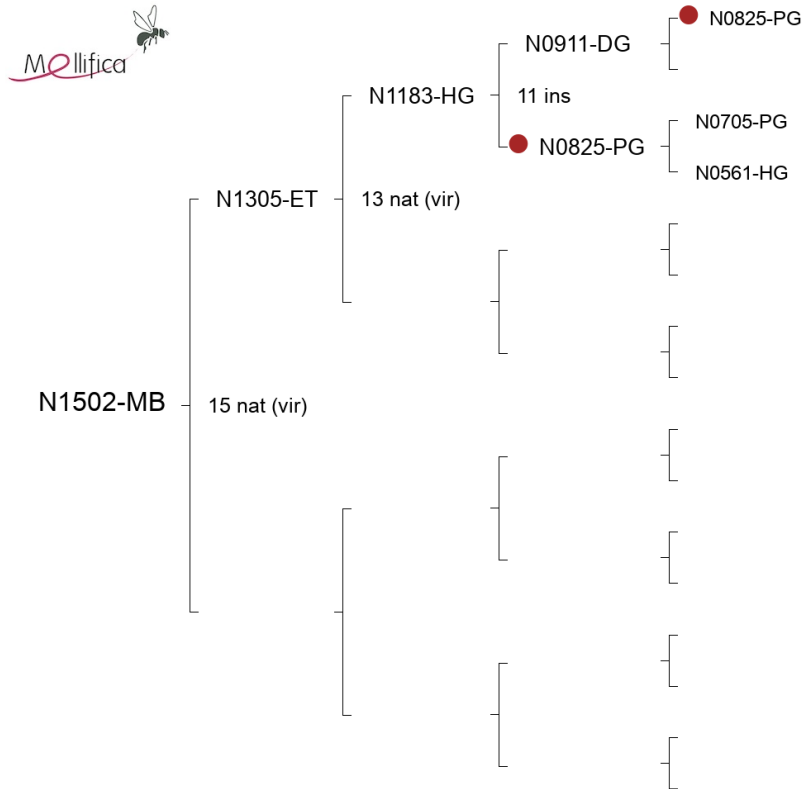 Mellifica
N0825-PG
N0911-DG
N1183-HG
11 ins
N0705-PG
N0825-PG
N0561-HG
N1305-ET
13 nat (vir)
N1502-MB
15 nat (vir)